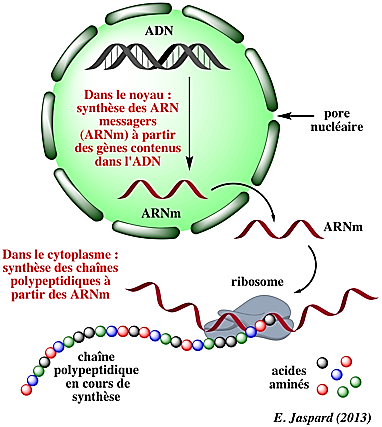 ADN
Dans le noyau :
synthèse des ARN
messagers
(ARNm) à partir
des gènes contenus
dans l'ADN
pore
nucléaire
ARNm
ARNm
Dans le cytoplasme :
synthèse des chaînes
polypeptidiques à
partir des ARNm
ribosome
chaîne
polypeptidique
en cours de
synthèse
acides
aminés
E. Jaspard (2013)